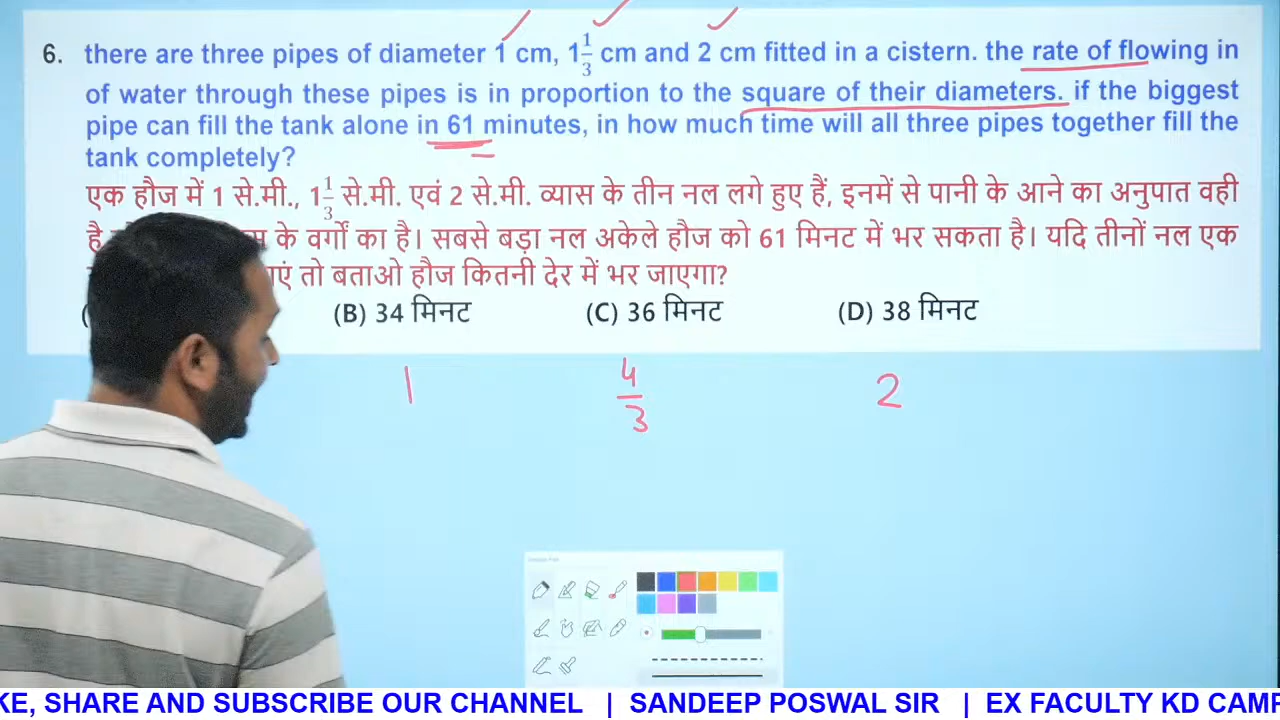 6. there are three pipes of diameter 1 cm, 1 1/3 cm and 2 cm fitted in a cistern. the rate of flowing in
of water through these pipes is in proportion to the square of their diameters. if the biggest
pipe can fill the tank alone in 61 minutes, in how much time will all three pipes together fill the
tank completely?
एक हौज में 1 से.मी., 1 1/3 से.मी. एवं 2 से.मी. व्यास के तीन नल लगे हुए हैं, इनमें से पानी के आने का अनुपात वही
है के वर्गों का है। सबसे बड़ा नल अकेले हौज को 61 मिनट में भर सकता है। यदि तीनों नल एक
तो बताओ हौज कितनी देर में भर जाएगा?
(B) 34 मिनट (C) 36 मिनट (D) 38 मिनट
1 4/3 2
KE, SHARE AND SUBSCRIBE OUR CHANNEL | SANDEEP POSWAL SIR | EX FACULTY KD CAMP